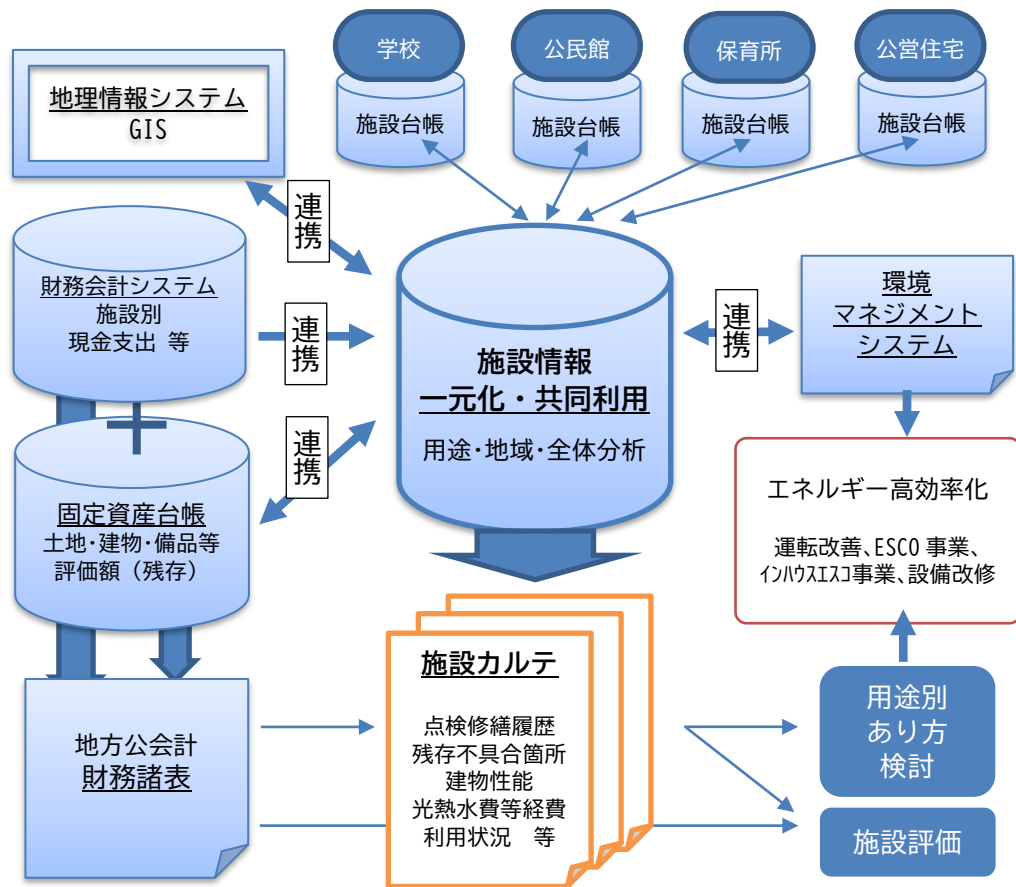 学校
公民館
保育所
公営住宅
施設台帳
施設台帳
施設台帳
施設台帳
地理情報システム
GIS
連携
財務会計システム
施設別
現金支出 等
連携
施設情報
一元化・共同利用
用途・地域・全体分析
連携
環境
マネジメント
システム
連携
固定資産台帳
土地・建物・備品等
評価額（残存）
エネルギー高効率化
運転改善、ESCO 事業、
ｲﾝﾊｳｽｴｽｺ事業、設備改修
地方公会計
財務諸表
施設カルテ
点検修繕履歴
残存不具合箇所
建物性能
光熱水費等経費
利用状況　等
用途別
あり方
検討
施設評価